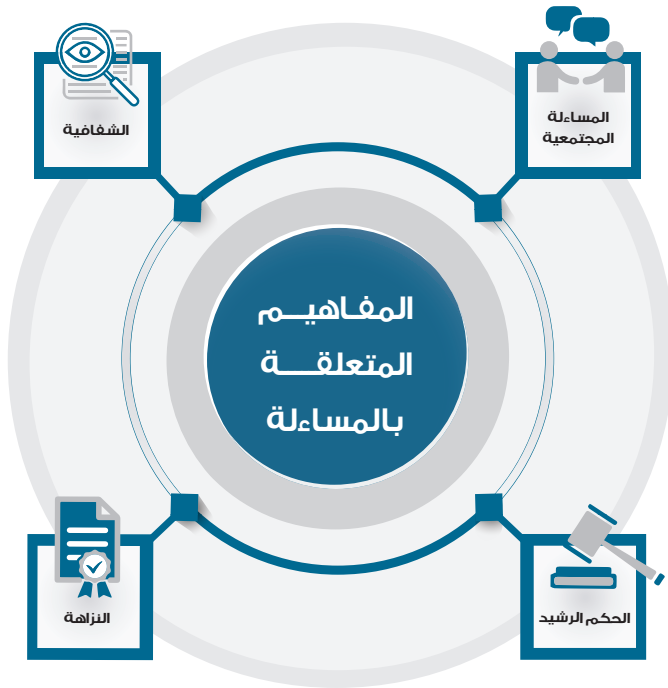 المساءلة
المجتمعية
الشفافية
المفاهيم
المتعلقة
بالمساءلة
الحكم الرشيد
النزاهة